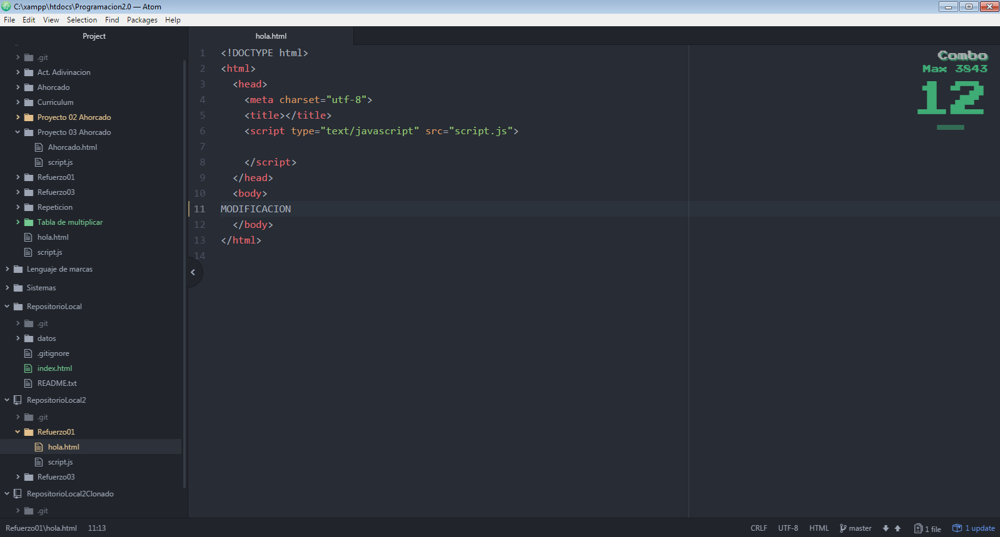 C:\xampp\htdocs\Programacion2.0 — Atom
File Edit View Selection Find Packages Help
Project
.git
Act. Adivinacion
Ahorcado
Curriculum
Proyecto 02 Ahorcado
Proyecto 03 Ahorcado
Ahorcado.html
script.js
Refuerzo01
Refuerzo03
Repeticion
Tabla de multiplicar
hola.html
script.js
Lenguaje de marcas
Sistemas
RepositorioLocal
.git
datos
.gitignore
index.html
README.txt
RepositorioLocal2
.git
Refuerzo01
hola.html
script.js
Refuerzo03
RepositorioLocal2Clonado
.git
hola.html
1 <!DOCTYPE html>
2 <html>
3 <head>
4 <meta charset="utf-8">
5 <title></title>
6 <script type="text/javascript" src="script.js">
7
8 </script>
9 </head>
10 <body>
11 MODIFICACION
12 </body>
13 </html>
14
Combo
Max 3843
12
Refuerzo01\hola.html 11:13 CRLF UTF-8 HTML master 1 file 1 update